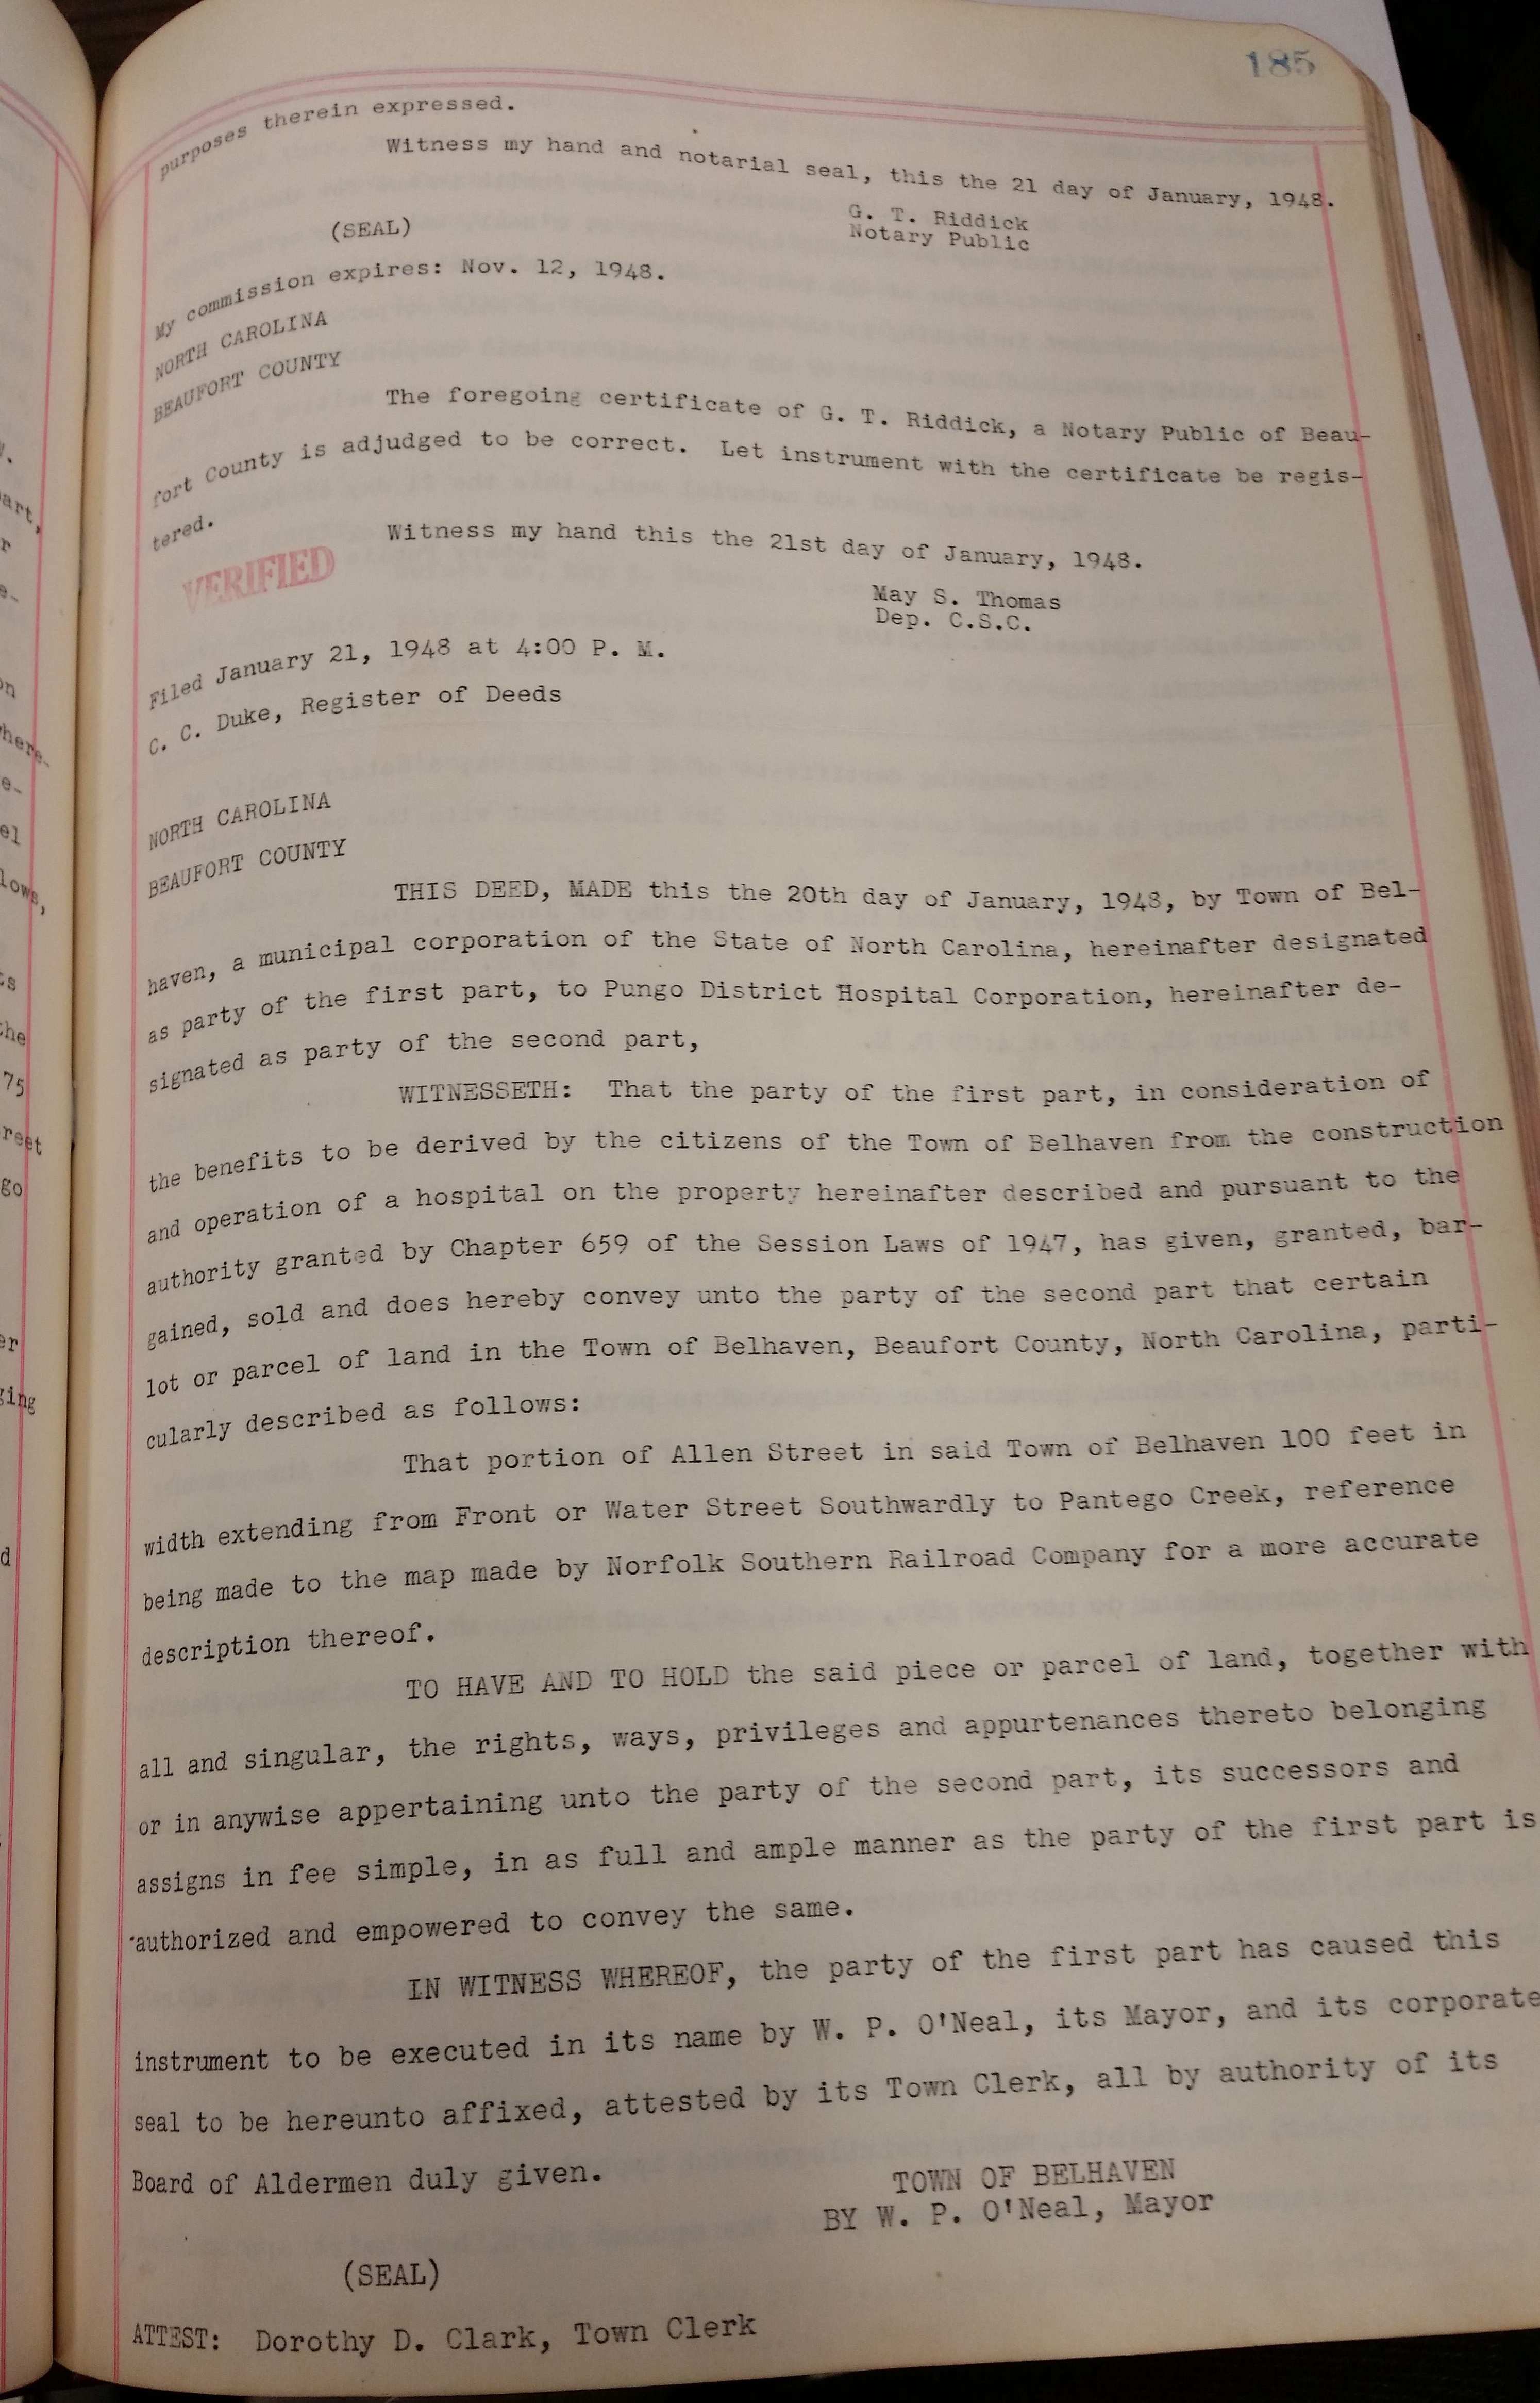 185
purposes therein expressed.
Witness my hand and notarial seal, this the 21 day of January, 1948.
G. T. Riddick
(SEAL)
Notary Public
My commission expires: Nov. 12, 1948.
NORTH CAROLINA
BEAUFORT COUNTY
The foregoing certificate of G. T. Riddick, a Notary Public of Beau-
fort County is adjudged to be correct. Let instrument with the certificate be regis-
tered.
Witness my hand this the 21st day of January, 1948.
VERIFIED
May S. Thomas
Dep. C.S.C.
Filed January 21, 1948 at 4:00 P. M.
C. C. Duke, Register of Deeds
NORTH CAROLINA
BEAUFORT COUNTY
THIS DEED, MADE this the 20th day of January, 1948, by Town of Bel-
haven, a municipal corporation of the State of North Carolina, hereinafter designated
as party of the first part, to Pungo District Hospital Corporation, hereinafter de-
signated as party of the second part,
WITNESSETH: That the party of the first part, in consideration of
the benefits to be derived by the citizens of the Town of Belhaven from the construction
and operation of a hospital on the property hereinafter described and pursuant to the
authority granted by Chapter 659 of the Session Laws of 1947, has given, granted, bar-
gained, sold and does hereby convey unto the party of the second part that certain
lot or parcel of land in the Town of Belhaven, Beaufort County, North Carolina, parti-
cularly described as follows:
That portion of Allen Street in said Town of Belhaven 100 feet in
width extending from Front or Water Street Southwardly to Pantego Creek, reference
being made to the map made by Norfolk Southern Railroad Company for a more accurate
description thereof.
TO HAVE AND TO HOLD the said piece or parcel of land, together with
all and singular, the rights, ways, privileges and appurtenances thereto belonging
or in anywise appertaining unto the party of the second part, its successors and
assigns in fee simple, in as full and ample manner as the party of the first part is
authorized and empowered to convey the same.
IN WITNESS WHEREOF, the party of the first part has caused this
instrument to be executed in its name by W. P. O'Neal, its Mayor, and its corporate
seal to be hereunto affixed, attested by its Town Clerk, all by authority of its
Board of Aldermen duly given.
TOWN OF BELHAVEN
BY W. P. O'Neal, Mayor
(SEAL)
ATTEST: Dorothy D. Clark, Town Clerk